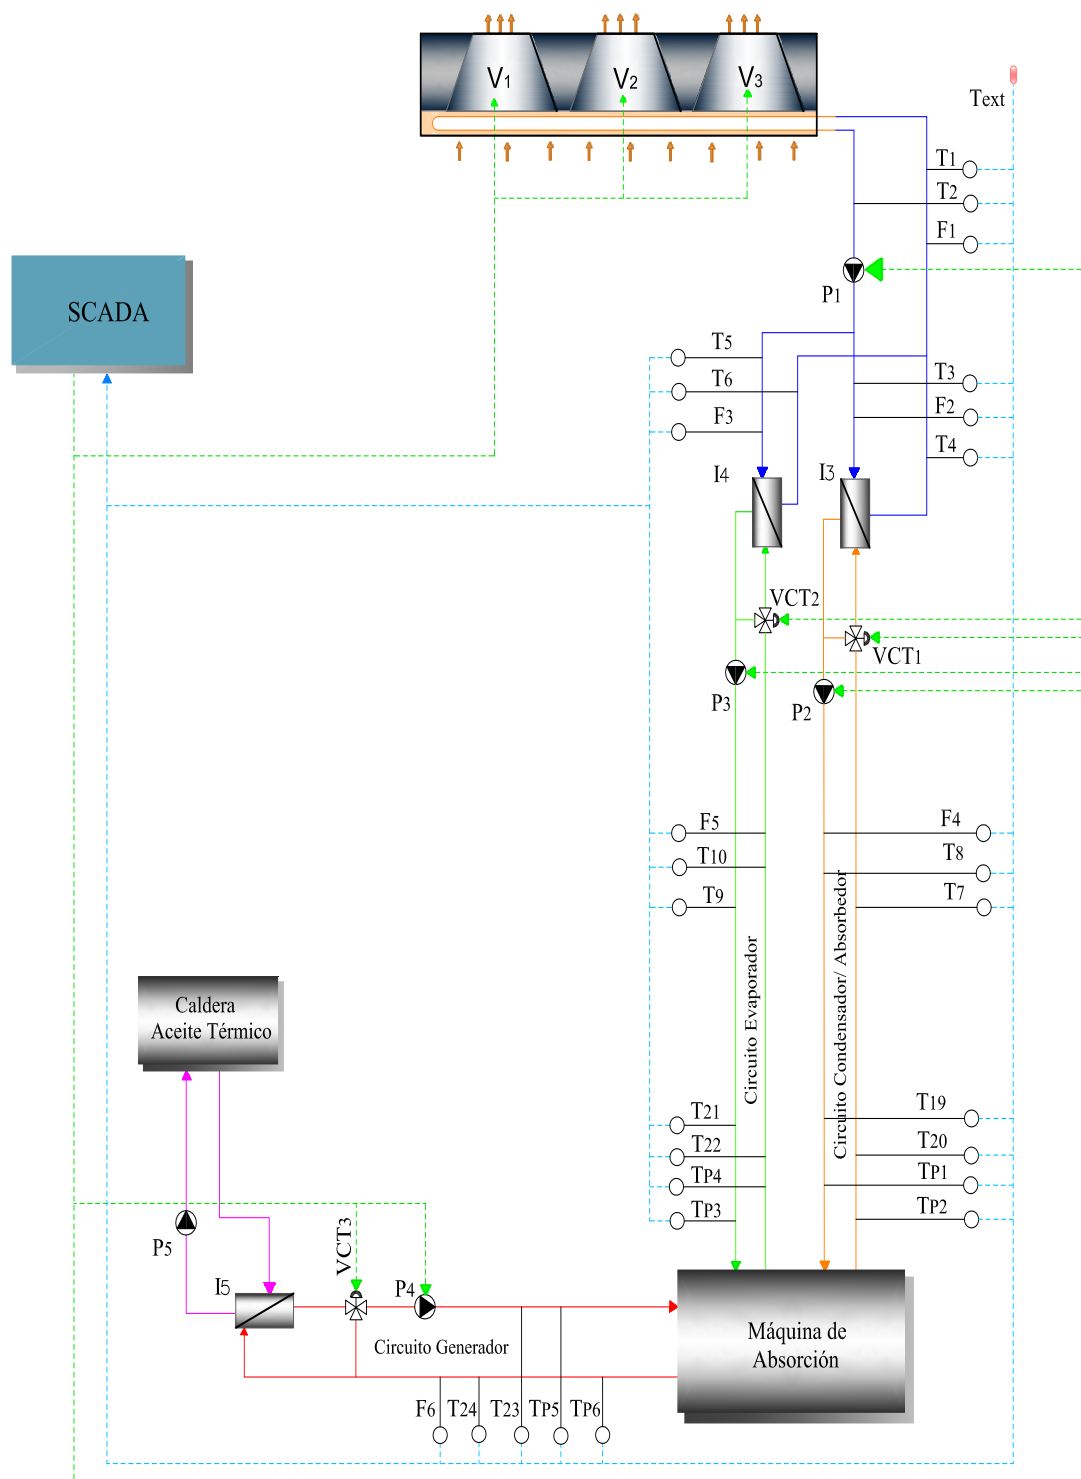 V1
V2
V3
Text
T1
T2
F1
SCADA
P1
T5
T6
F3
T3
F2
T4
I4
I3
VCT2
VCT1
P3
P2
F5
T10
T9
F4
T8
T7
Circuito Evaporador
Circuito Condensador/ Absorbedor
Caldera
Aceite Térmico
T21
T22
TP4
TP3
T19
T20
TP1
TP2
P5
I5
VCT3
P4
Circuito Generador
Máquina de
Absorción
F6
T24
T23
TP5
TP6